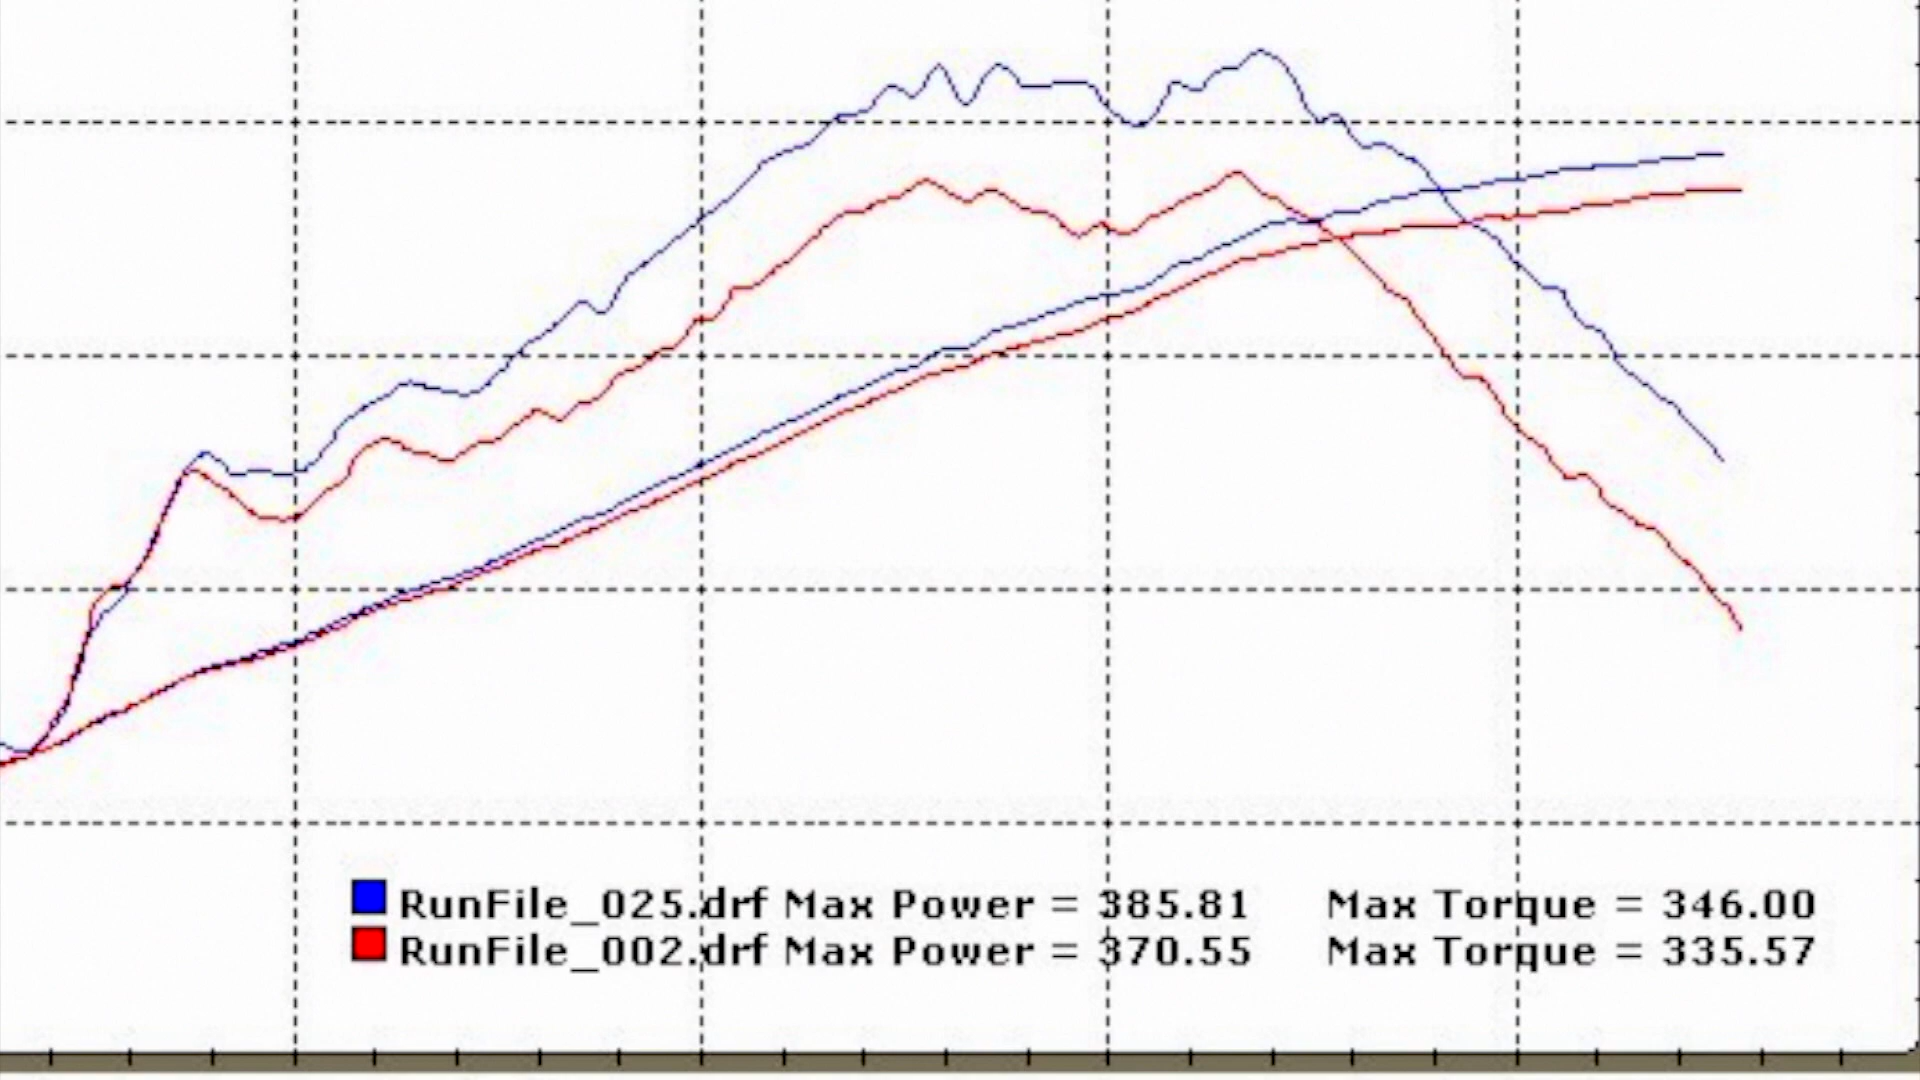 RunFile_025.drf Max Power = 385.81 Max Torque = 346.00
RunFile_002.drf Max Power = 370.55 Max Torque = 335.57